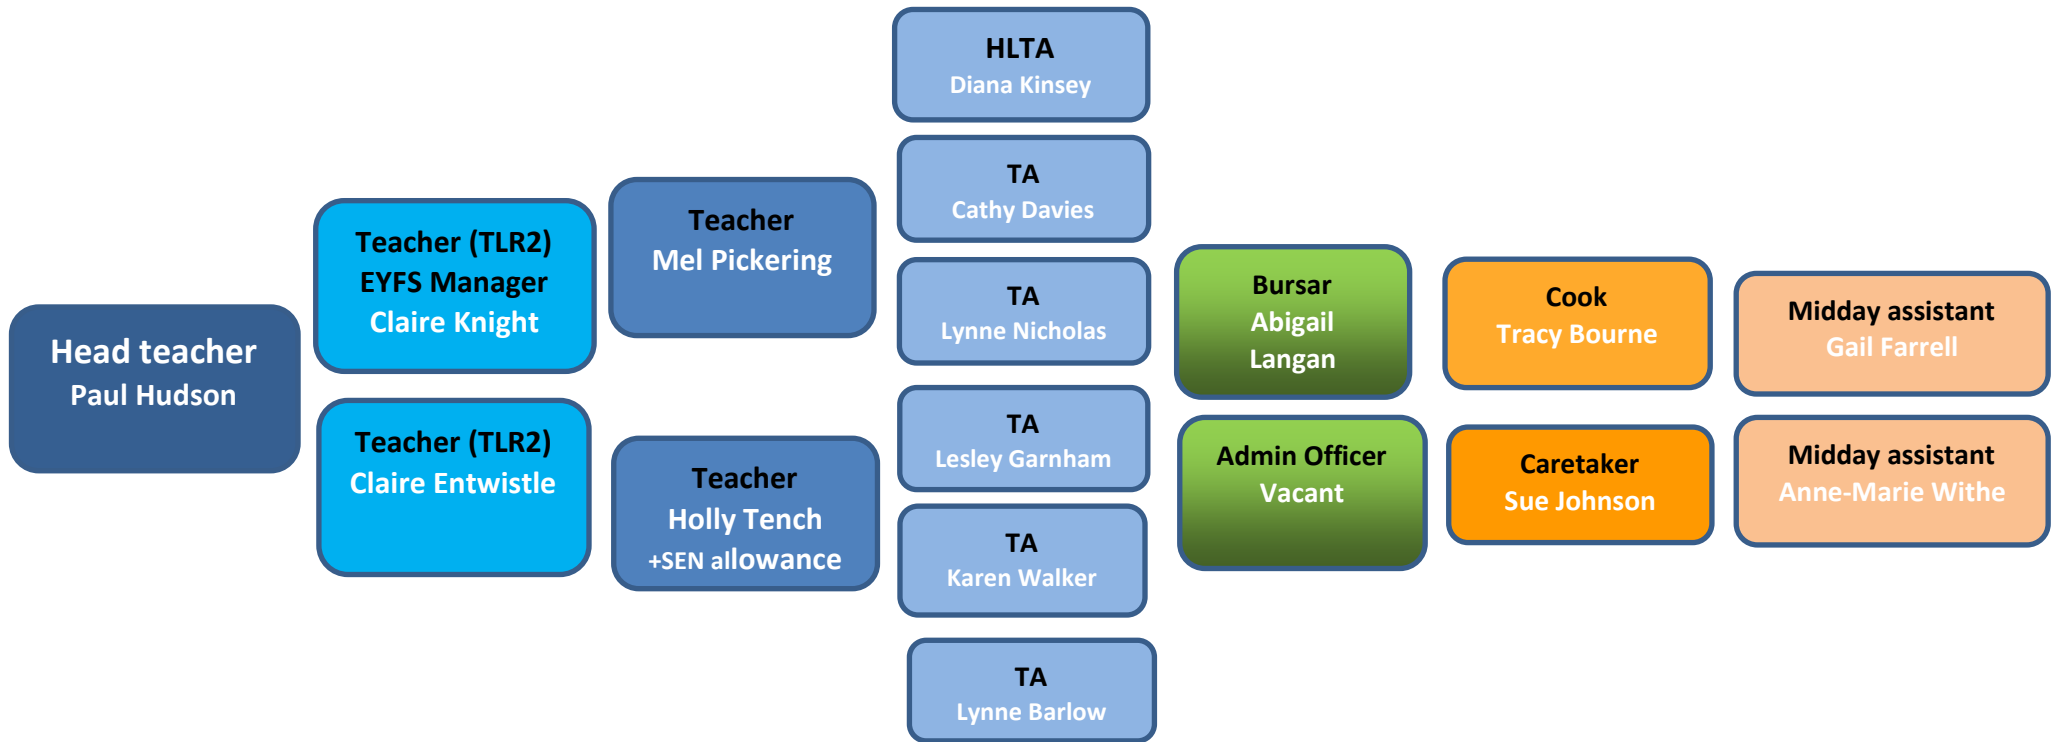 Head teacher
Paul Hudson
Teacher (TLR2)
EYFS Manager
Claire Knight
Teacher (TLR2)
Claire Entwistle
Teacher
Mel Pickering
Teacher
Holly Tench
+SEN allowance
HLTA
Diana Kinsey
TA
Cathy Davies
TA
Lynne Nicholas
TA
Lesley Garnham
TA
Karen Walker
TA
Lynne Barlow
Bursar
Abigail
Langan
Admin Officer
Vacant
Cook
Tracy Bourne
Caretaker
Sue Johnson
Midday assistant
Gail Farrell
Midday assistant
Anne-Marie Withe